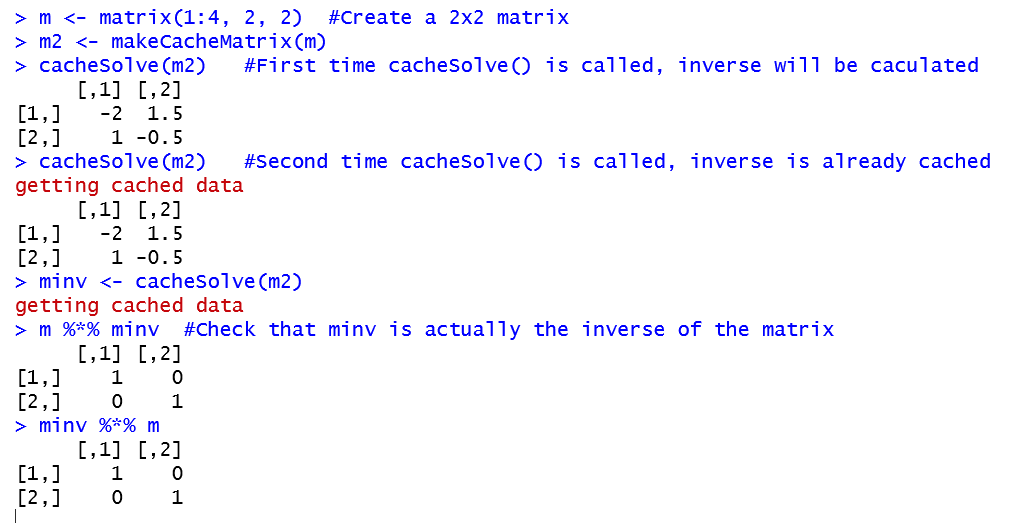 > m <- matrix(1:4, 2, 2)  #Create a 2x2 matrix
> m2 <- makeCacheMatrix(m)
> cacheSolve(m2)   #First time cacheSolve() is called, inverse will be caculated
     [,1] [,2]
[1,]   -2  1.5
[2,]    1 -0.5
> cacheSolve(m2)   #Second time cacheSolve() is called, inverse is already cached
getting cached data
     [,1] [,2]
[1,]   -2  1.5
[2,]    1 -0.5
> minv <- cacheSolve(m2)
getting cached data
> m %*% minv  #Check that minv is actually the inverse of the matrix
     [,1] [,2]
[1,]    1    0
[2,]    0    1
> minv %*% m
     [,1] [,2]
[1,]    1    0
[2,]    0    1